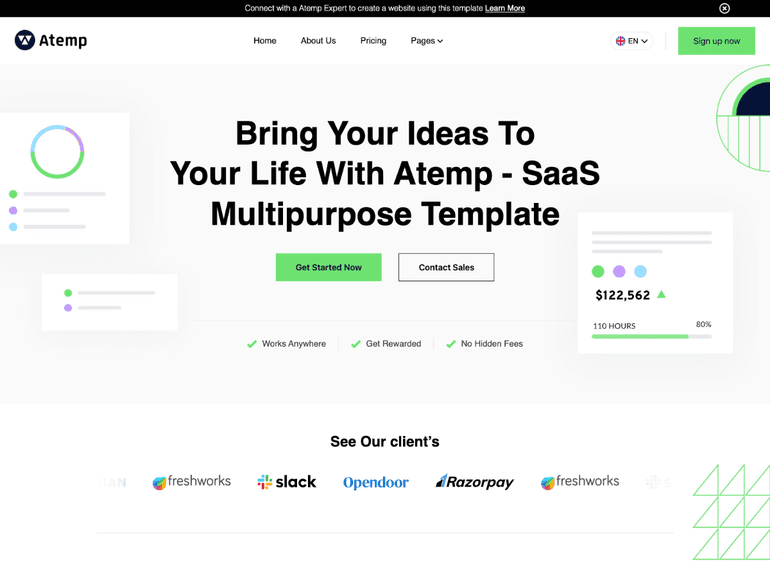 Connect with a Atemp Expert to create a website using this template Learn More
Atemp
Home
About Us
Pricing
Pages
EN
Sign up now
Bring Your Ideas To
Your Life With Atemp - SaaS
Multipurpose Template
Get Started Now
Contact Sales
$122,562
110 HOURS
80%
Works Anywhere
Get Rewarded
No Hidden Fees
See Our client's
freshworks
slack
Opendoor
Razorpay
freshworks